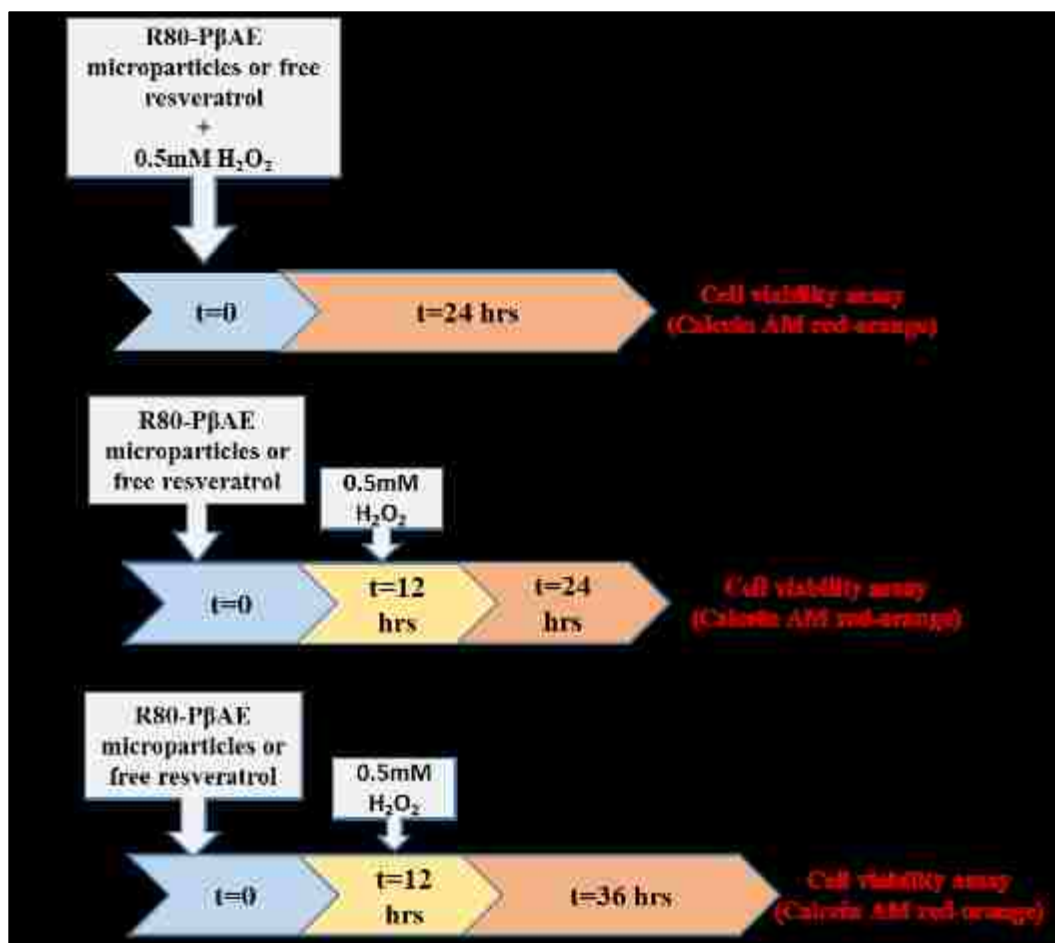 R80-PβAE
microparticles or free
resveratrol
+
0.5mM H₂O₂
t=0
t=24 hrs
Cell viability assay
(Calcein AM red-orange)
R80-PβAE
microparticles or
free resveratrol
0.5mM
H₂O₂
t=0
t=12
hrs
t=24
hrs
Cell viability assay
(Calcein AM red-orange)
R80-PβAE
microparticles or
free resveratrol
0.5mM
H₂O₂
t=0
t=12
hrs
t=36 hrs
Cell viability assay
(Calcein AM red-orange)